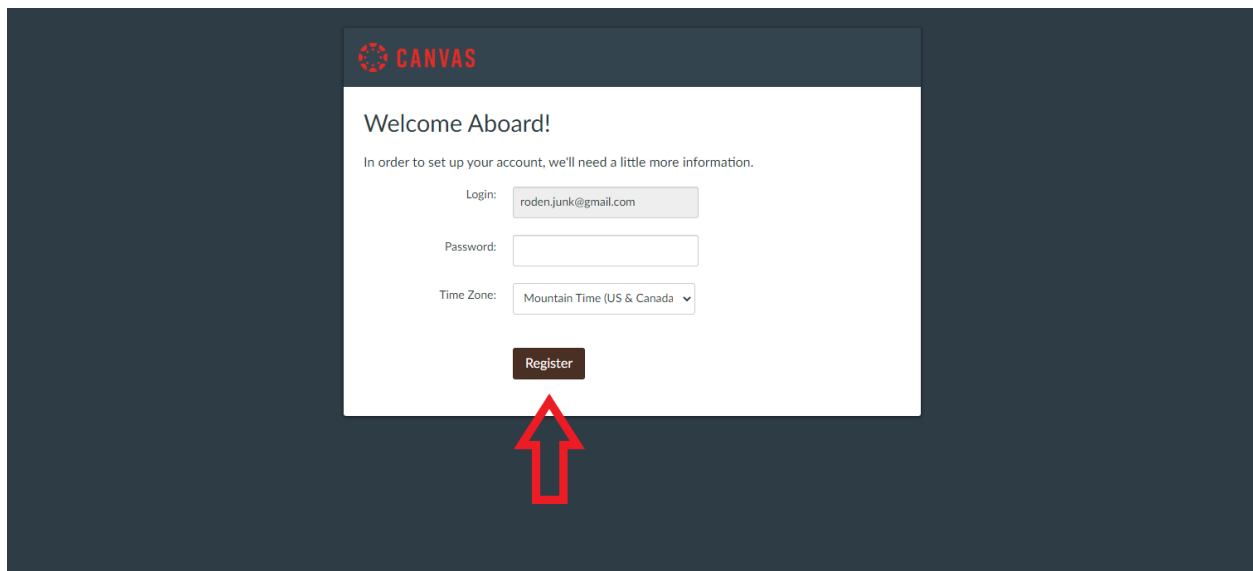 CANVAS
Welcome Aboard!
In order to set up your account, we'll need a little more information.
Login: roden.junk@gmail.com
Password:
Time Zone: Mountain Time (US & Canada
Register